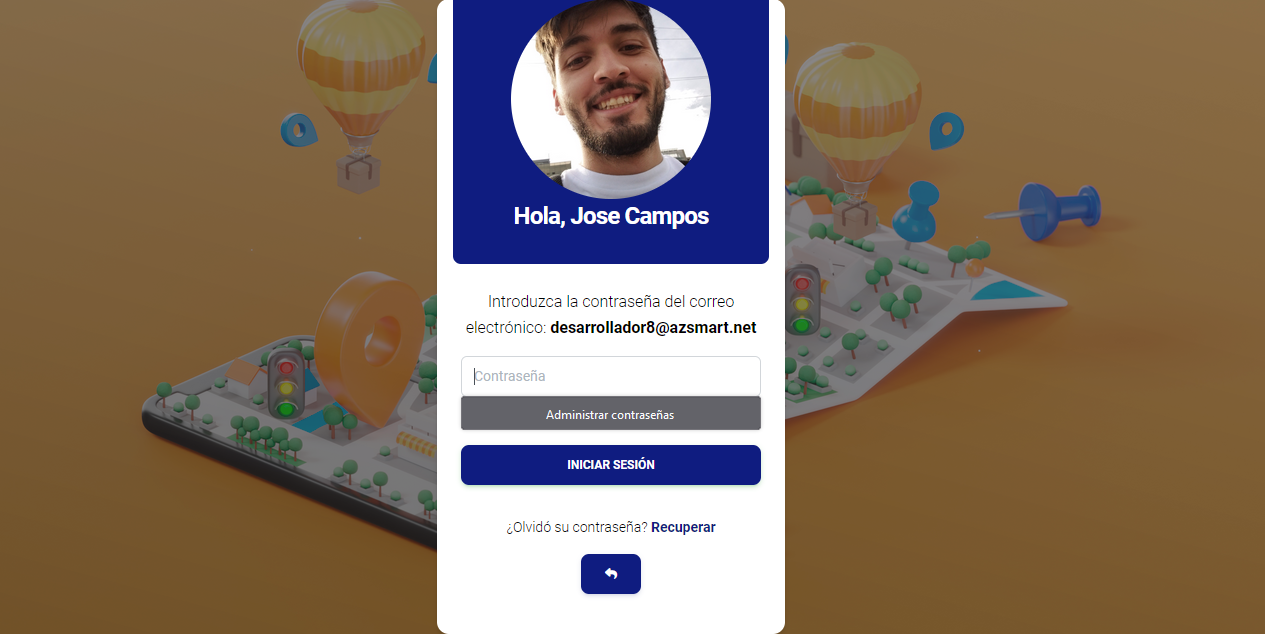 Hola, Jose Campos
Introduzca la contraseña del correo
electrónico: desarrollador8@azsmart.net
Contraseña
Administrar contraseñas
INICIAR SESIÓN
¿Olvidó su contraseña? Recuperar